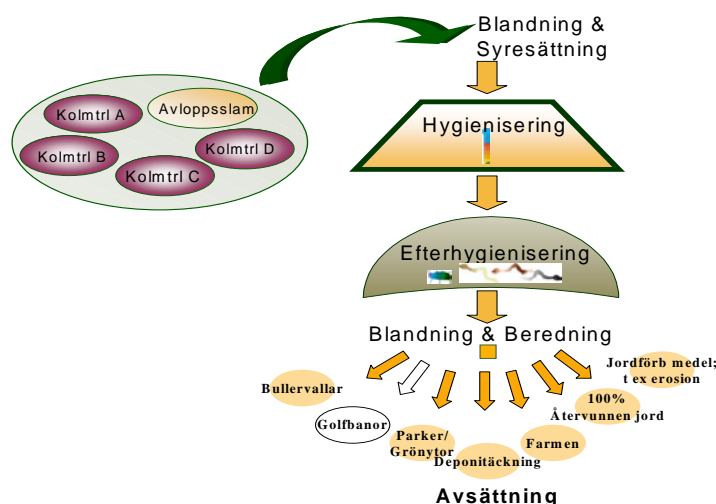 Blandning &
Syresättning
Kolmtrl A
Avloppsslam
Kolmtrl B
Kolmtrl D
Kolmtrl C
Hygienisering
Efterhygienisering
Blandning & Beredning
Bullervallar
Golfbanor
Parker/
Grönytor
Deponitäckning
Farmen
100%
Återvunnen jord
Jordförb medel;
t ex erosion
Avsättning